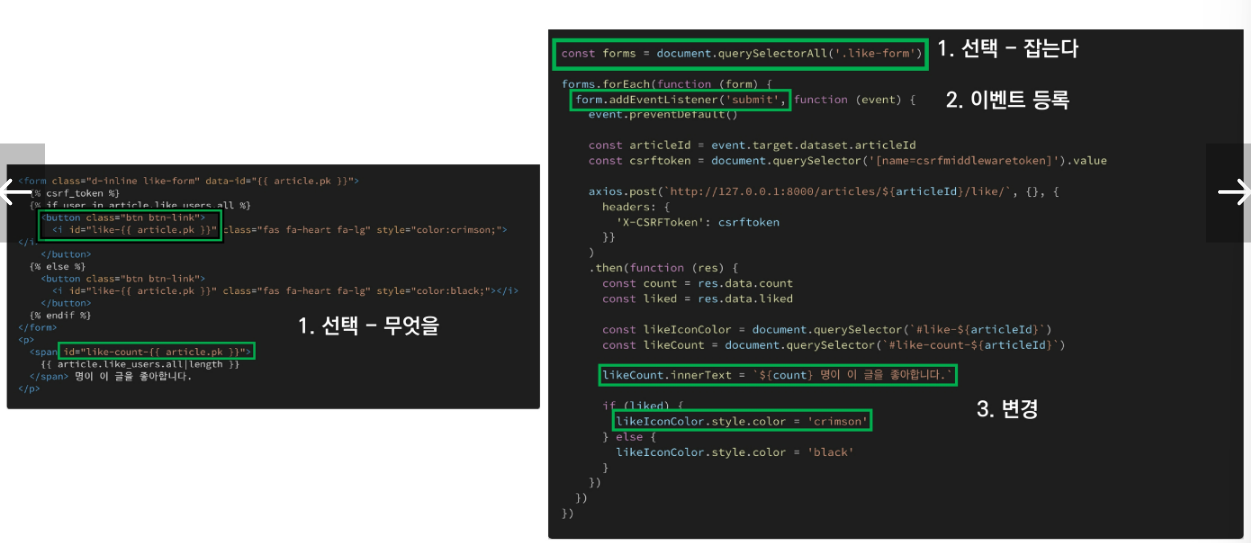 <form class="d-inline like-form" data-id="{{ article.pk }}">
{% csrf_token %}
{% if user in article.like_users.all %}
<button class="btn btn-link">
<i id="like-{{ article.pk }}" class="fas fa-heart fa-lg" style="color:crimson;">
</i>
</button>
{% else %}
<button class="btn btn-link">
<i id="like-{{ article.pk }}" class="fas fa-heart fa-lg" style="color:black;"></i>
</button>
{% endif %}
</form>
<p>
<span id="like-count-{{ article.pk }}">
{{ article.like_users.all|length }}
</span> 명이 이 글을 좋아합니다.
</p>
1. 선택 - 무엇을
const forms = document.querySelectorAll('.like-form')
1. 선택 - 잡는다
forms.forEach(function (form) {
form.addEventListener('submit', function (event) {
2. 이벤트 등록
event.preventDefault()
const articleId = event.target.dataset.articleId
const csrftoken = document.querySelector('[name=csrfmiddlewaretoken]').value
axios.post(`http://127.0.0.1:8000/articles/${articleId}/like/`, {}, {
headers: {
'X-CSRFToken': csrftoken
}}
)
.then(function (res) {
const count = res.data.count
const liked = res.data.liked
const likeIconColor = document.querySelector(`#like-${articleId}`)
const likeCount = document.querySelector(`#like-count-${articleId}`)
likeCount.innerText = `${count} 명이 이 글을 좋아합니다.`
if (liked) {
3. 변경
likeIconColor.style.color = 'crimson'
} else {
likeIconColor.style.color = 'black'
}
})
})
})